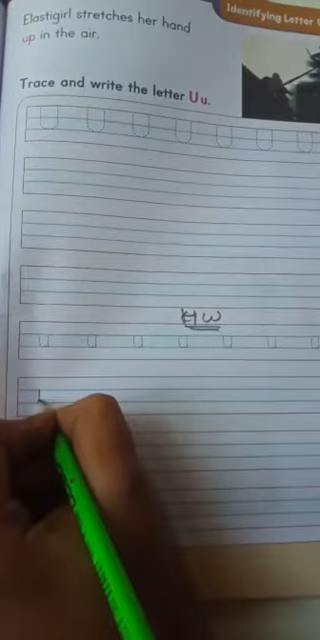 Elastigirl stretches her hand
up in the air.
Identifying Letter U
Trace and write the letter Uu.
U U U U U U U
HW
u u u u u u u